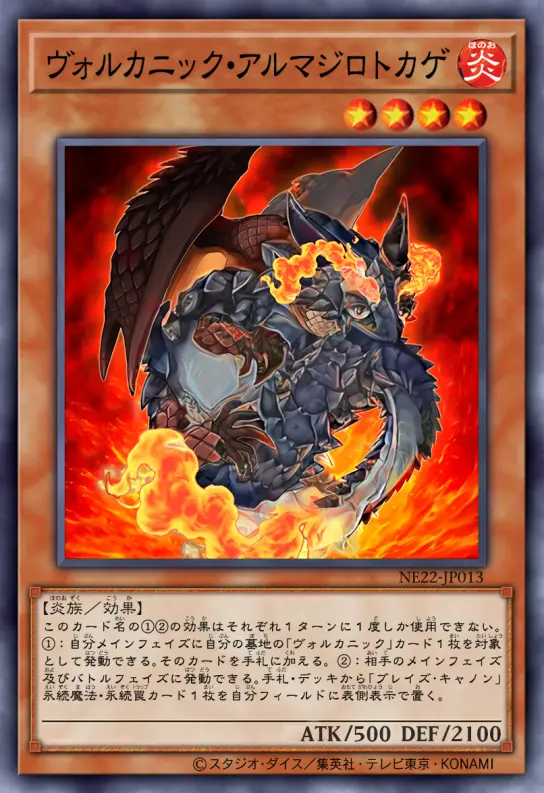 ヴォルカニック・アルマジロトカゲ
ほのお
炎
NE22-JP013
【炎族/効果】
このカード名の①②の効果はそれぞれ1ターンに1度しか使用できない。
①:自分メインフェイズに自分の墓地の「ヴォルカニック」カード1枚を対象
として発動できる。そのカードを手札に加える。②:相手のメインフェイズ
及びバトルフェイズに発動できる。手札・デッキから「ブレイズ・キャノン」
永続魔法・永続罠カード1枚を自分フィールドに表側表示で置く。
ATK/500 DEF/2100
©スタジオ・ダイス/集英社・テレビ東京・KONAMI